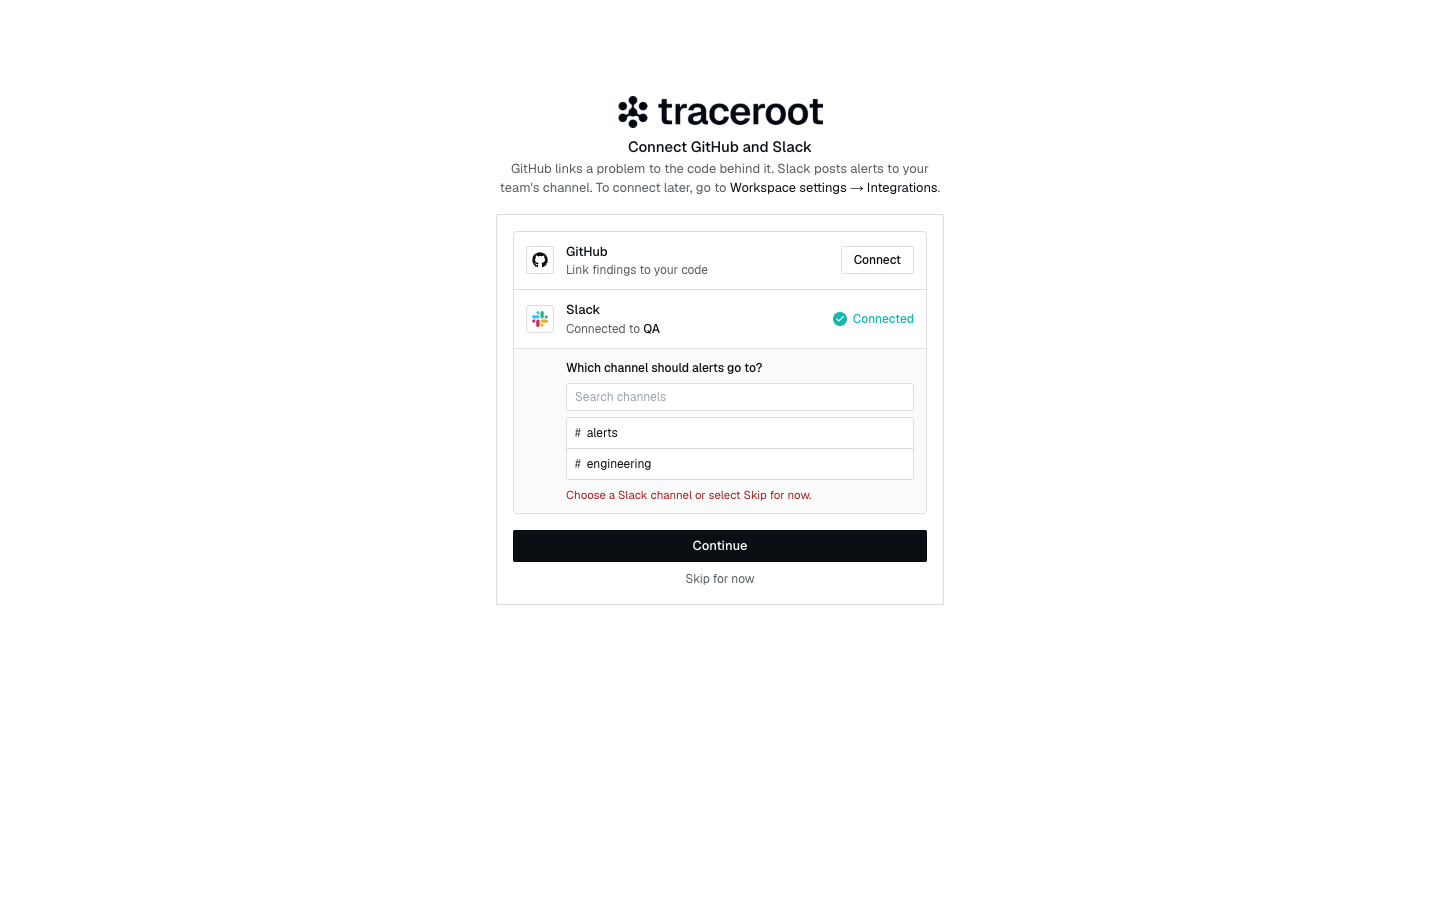 traceroot
Connect GitHub and Slack
GitHub links a problem to the code behind it. Slack posts alerts to your
team's channel. To connect later, go to Workspace settings → Integrations.
GitHub
Link findings to your code
Connect
Slack
Connected to QA
Connected
Which channel should alerts go to?
Search channels
# alerts
# engineering
Choose a Slack channel or select Skip for now.
Continue
Skip for now